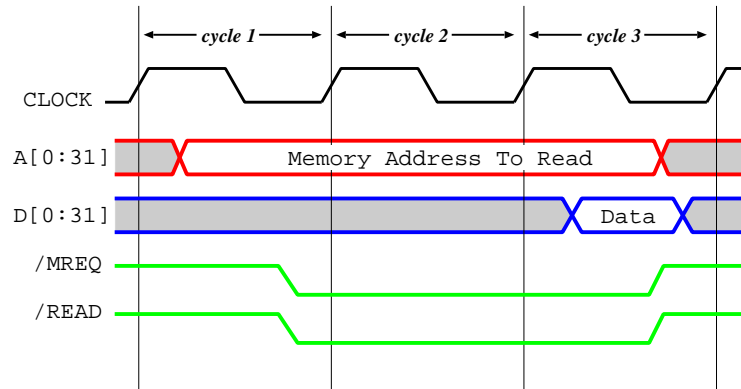 cycle 1 cycle 2 cycle 3
CLOCK
A[0:31] Memory Address To Read
D[0:31] Data
/MREQ
/READ